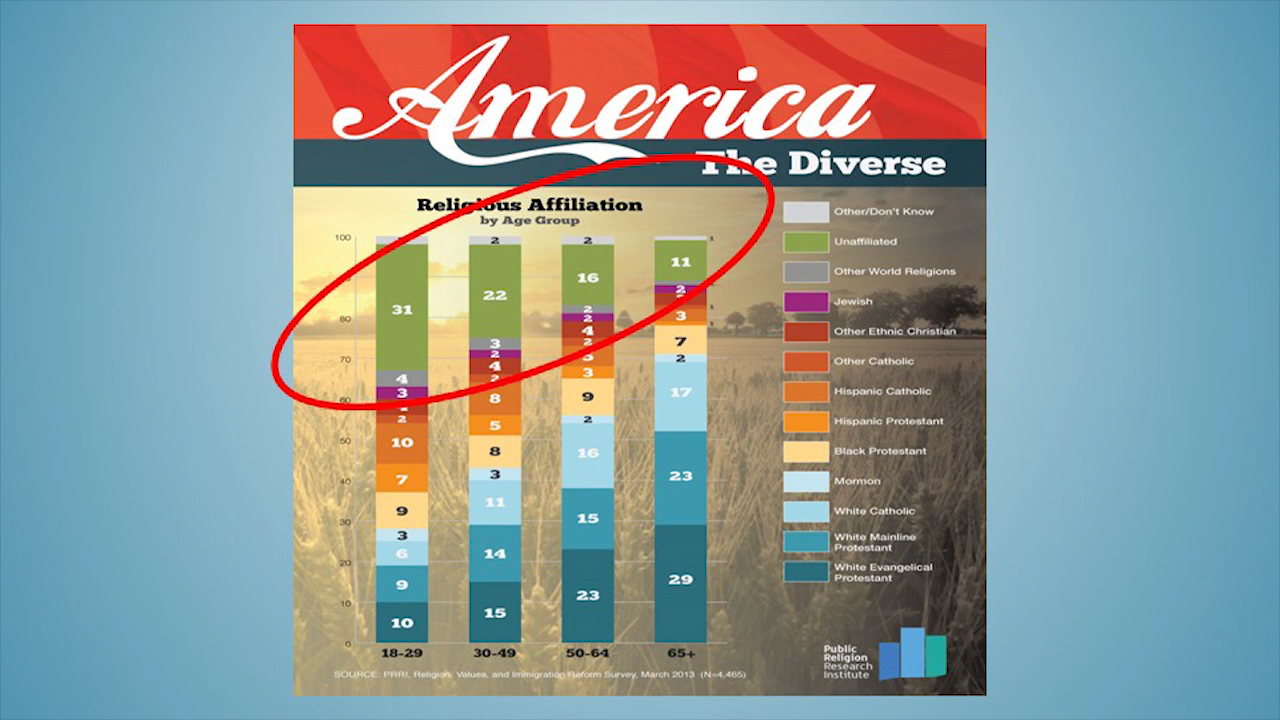 America
The Diverse
Religious Affiliation
by Age Group
100
80
70
60
50
40
30
20
10
0
31
4
3
2
10
7
9
3
6
9
10
2
22
3
2
4
2
8
5
8
3
11
14
15
2
16
2
2
4
2
5
3
9
2
16
15
23
1
11
2
2
1
3
1
7
2
17
23
29
18-29
30-49
50-64
65+
Other/Don't Know
Unaffiliated
Other World Religions
Jewish
Other Ethnic Christian
Other Catholic
Hispanic Catholic
Hispanic Protestant
Black Protestant
Mormon
White Catholic
White Mainline
Protestant
White Evangelical
Protestant
Public
Religion
Research
Institute
SOURCE: PRRI, Religion, Values, and Immigration Reform Survey, March 2013 (N=4,465)